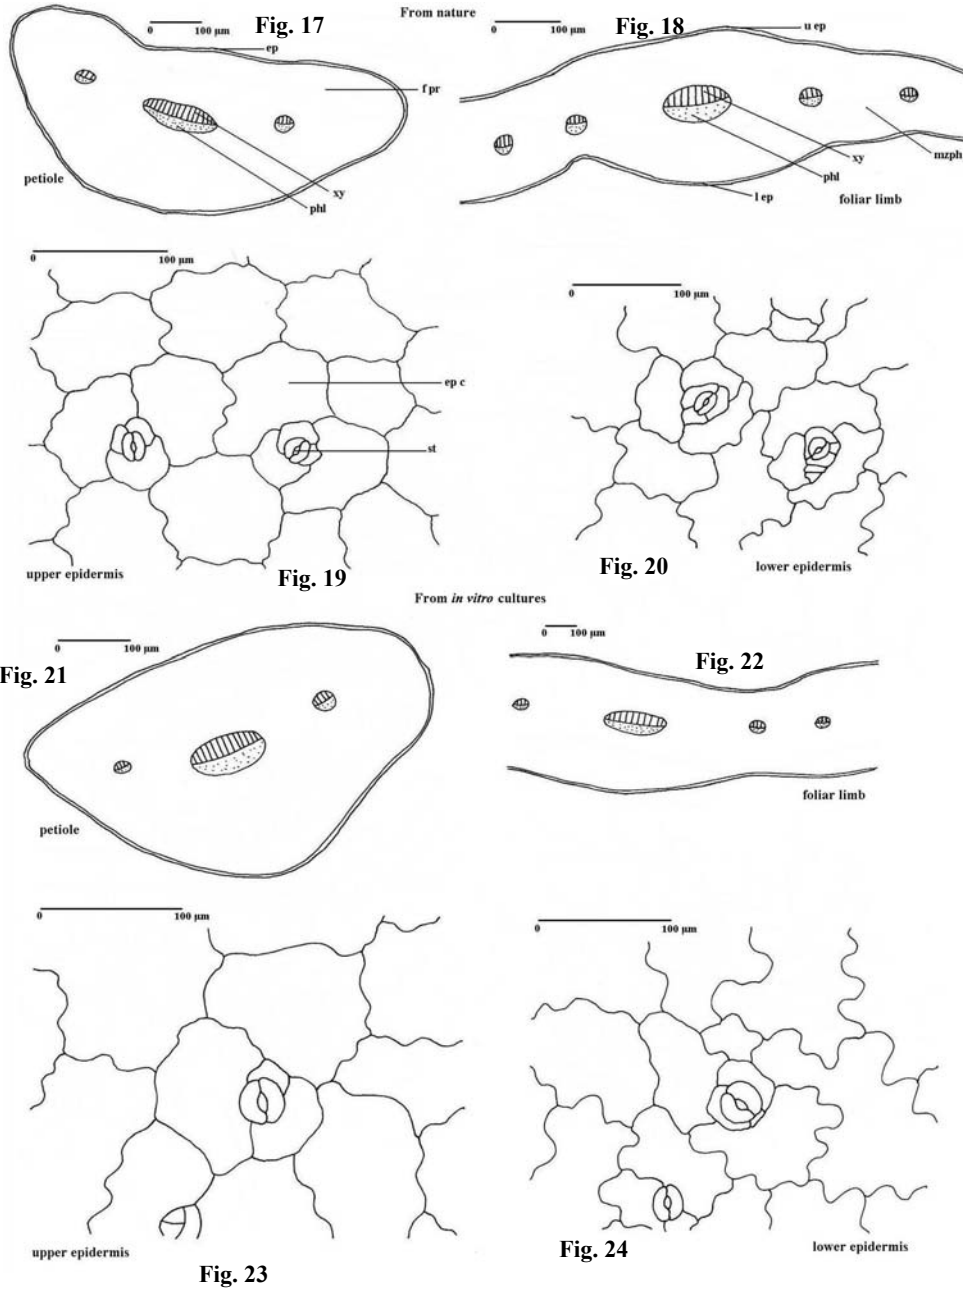 From nature
Fig. 17
0 100 µm
ep
f pr
petiole
xy
phl
Fig. 18
0 100 µm
u ep
xy
mzph
phl
l ep
foliar limb
0 100 µm
ep c
st
upper epidermis
Fig. 19
0 100 µm
Fig. 20
lower epidermis
From in vitro cultures
0 100 µm
Fig. 21
petiole
0 100 µm
Fig. 22
foliar limb
0 100 µm
upper epidermis
Fig. 23
0 100 µm
Fig. 24
lower epidermis